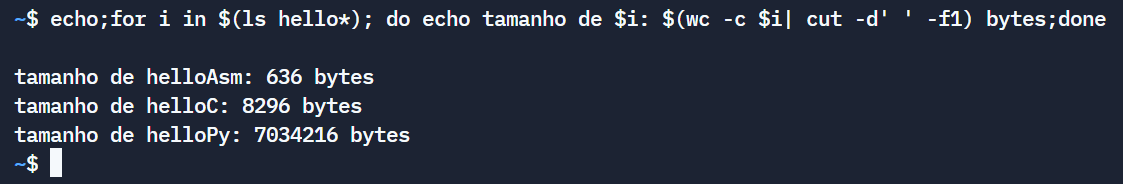 ~$ echo;for i in $(ls hello*); do echo tamanho de $i: $(wc -c $i| cut -d' ' -f1) bytes;done
tamanho de helloAsm: 636 bytes
tamanho de helloC: 8296 bytes
tamanho de helloPy: 7034216 bytes
~$